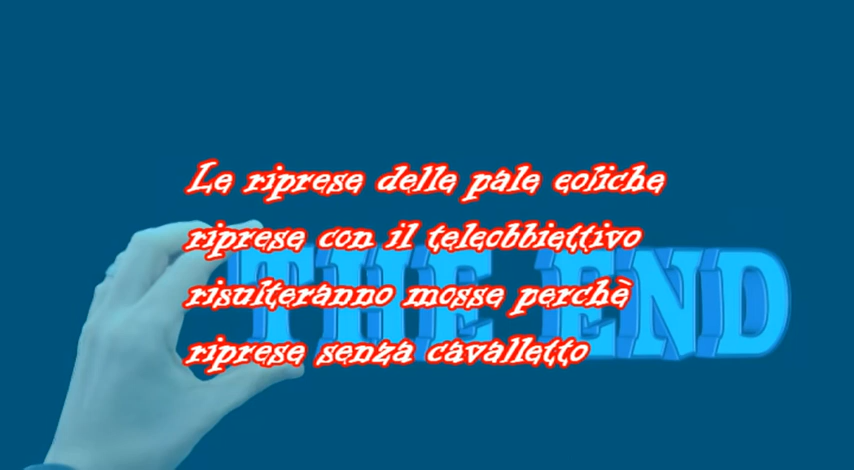 Le riprese delle pale eoliche
riprese con il teleobbiettivo
risulteranno mosse perchè
riprese senza cavalletto
THE END